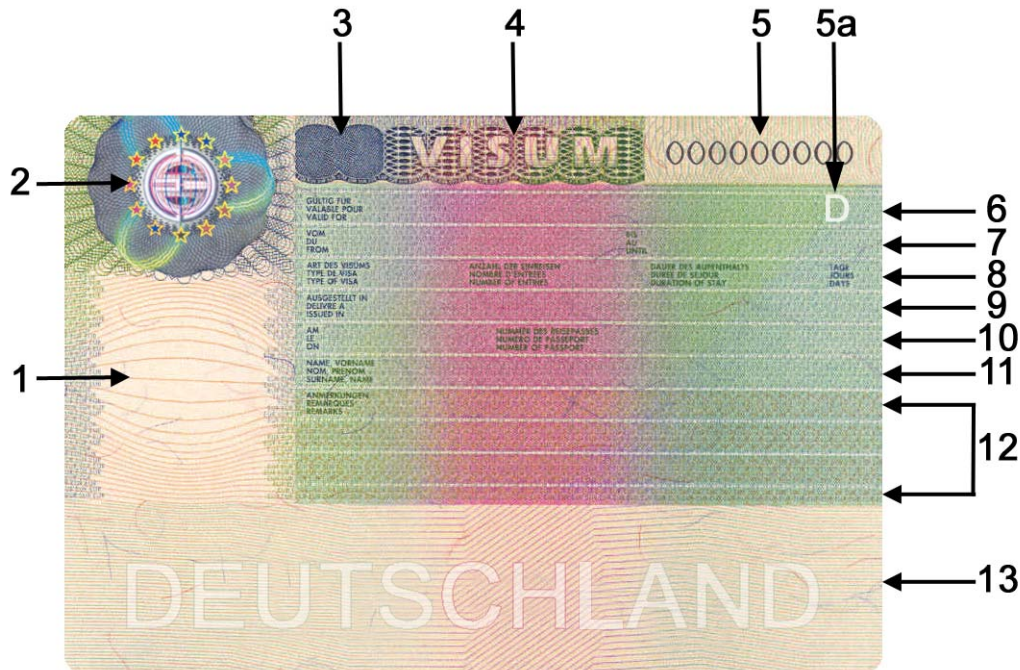 3 4 5 5a
VISUM 000000000
2
GÜLTIG FÜR D 6
VALABLE POUR
VALID FOR
VOM BIS 7
DU AU
FROM UNTIL
ART DES VISUMS ANZAHL DER EINREISEN DAUER DES AUFENTHALTS TAGE 8
TYPE DE VISA NOMBRE D'ENTREES DUREE DE SEJOUR JOURS
TYPE OF VISA NUMBER OF ENTRIES DURATION OF STAY DAYS
AUSGESTELLT IN 9
DELIVRE A
ISSUED IN
AM NUMMER DES REISEPASSES 10
LE NUMERO DE PASSEPORT
ON NUMBER OF PASSPORT
1
NAME, VORNAME 11
NOM, PRENOM
SURNAME, NAME
ANMERKUNGEN 12
REMARQUES
REMARKS
DEUTSCHLAND 13